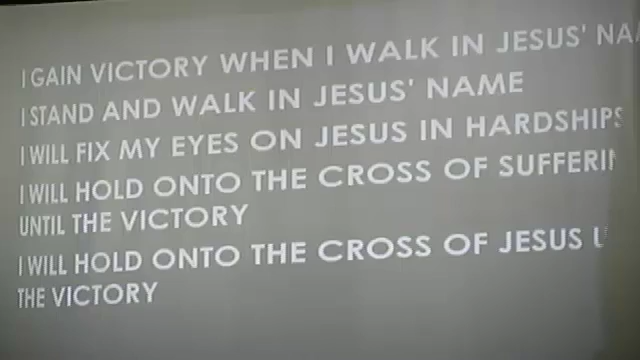 I GAIN VICTORY WHEN I WALK IN JESUS'
I STAND AND WALK IN JESUS' NAME
I WILL FIX MY EYES ON JESUS IN HARDSHIPS
I WILL HOLD ONTO THE CROSS OF
UNTIL THE VICTORY
I WILL HOLD ONTO THE CROSS OF JESUS
THE VICTORY